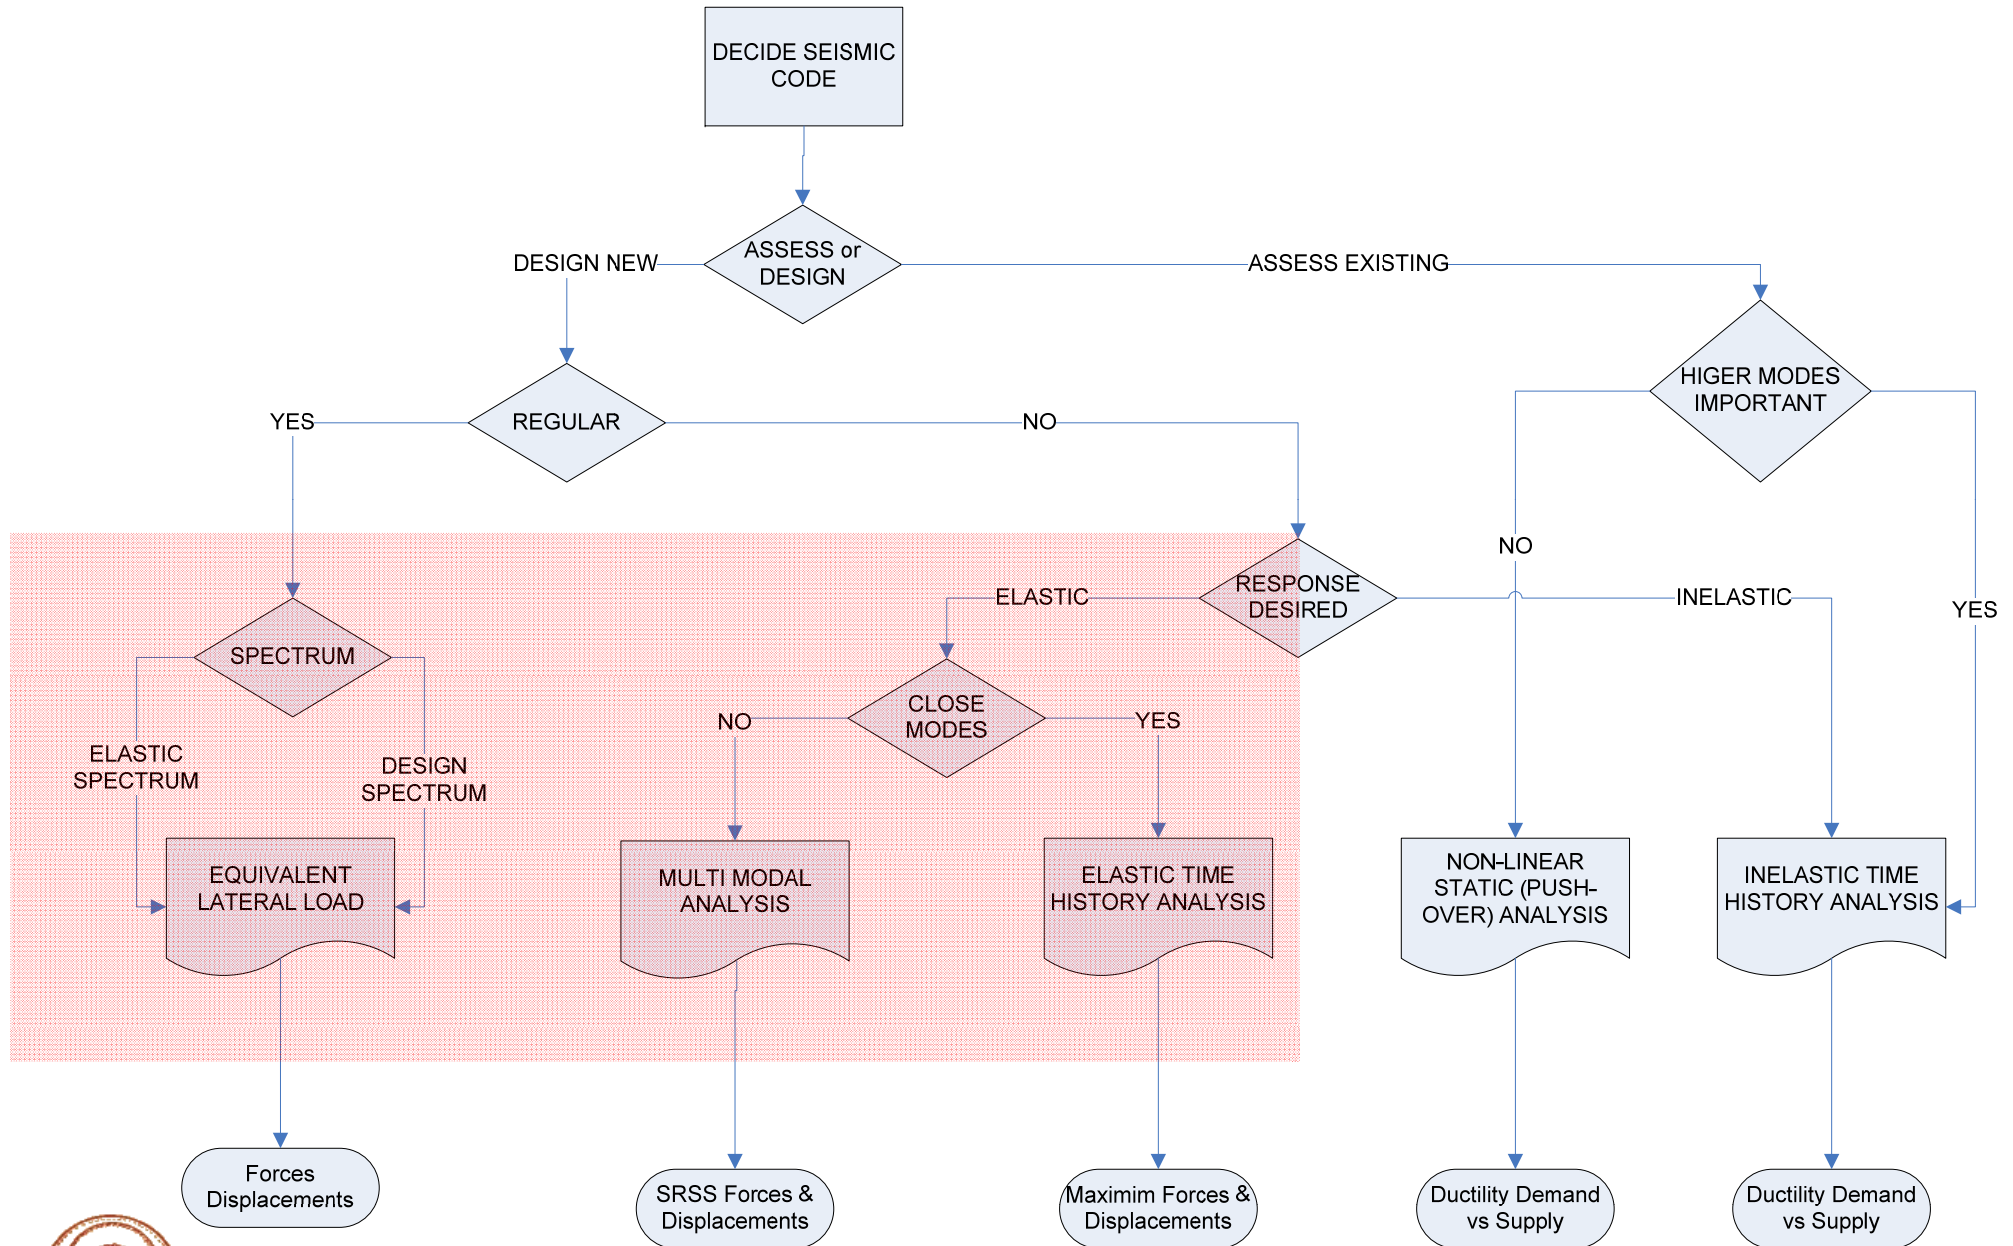 DECIDE SEISMIC
CODE
ASSESS or
DESIGN
DESIGN NEW
ASSESS EXISTING
HIGER MODES
IMPORTANT
YES
REGULAR
NO
NO
YES
RESPONSE
DESIRED
ELASTIC
INELASTIC
SPECTRUM
CLOSE
MODES
NO
YES
ELASTIC
SPECTRUM
DESIGN
SPECTRUM
EQUIVALENT
LATERAL LOAD
MULTI MODAL
ANALYSIS
ELASTIC TIME
HISTORY ANALYSIS
NON-LINEAR
STATIC (PUSH-
OVER) ANALYSIS
INELASTIC TIME
HISTORY ANALYSIS
Forces
Displacements
SRSS Forces &
Displacements
Maximim Forces &
Displacements
Ductility Demand
vs Supply
Ductility Demand
vs Supply